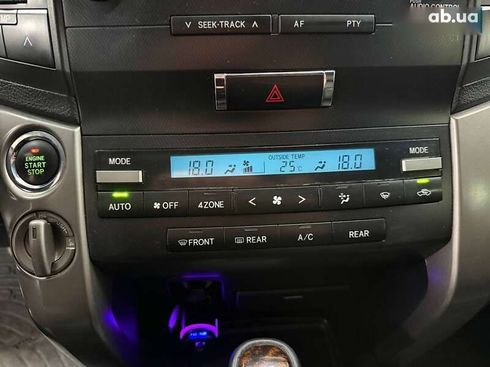 ab.ua
AUDIO CONTROL
∨ SEEK·TRACK ∧
AF
PTY
ENGINE
START
STOP
MODE
18.0
OUTSIDE TEMP
25°C
18.0
MODE
AUTO
OFF
4ZONE
FRONT
REAR
A/C
REAR